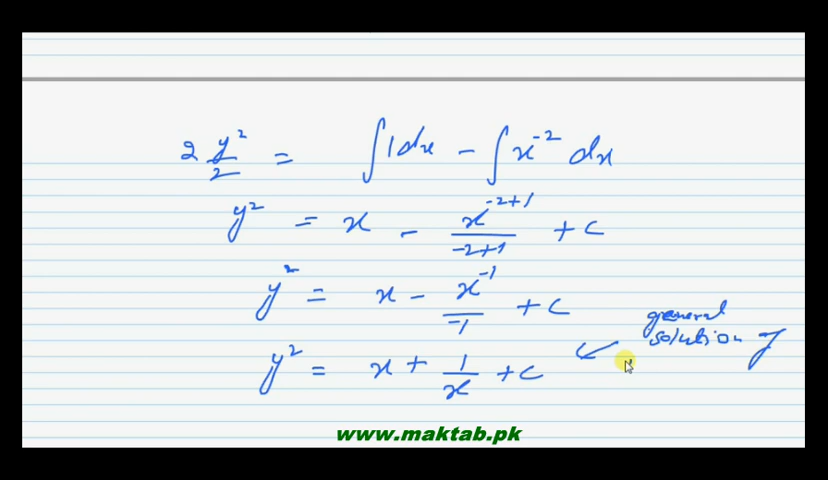 2 y²/2 = ∫1dx - ∫x⁻² dx
y² = x - x⁻²⁺¹/-2+1 + c
y² = x - x⁻¹/-1 + c
general
solution
y² = x + 1/x + c
www.maktab.pk